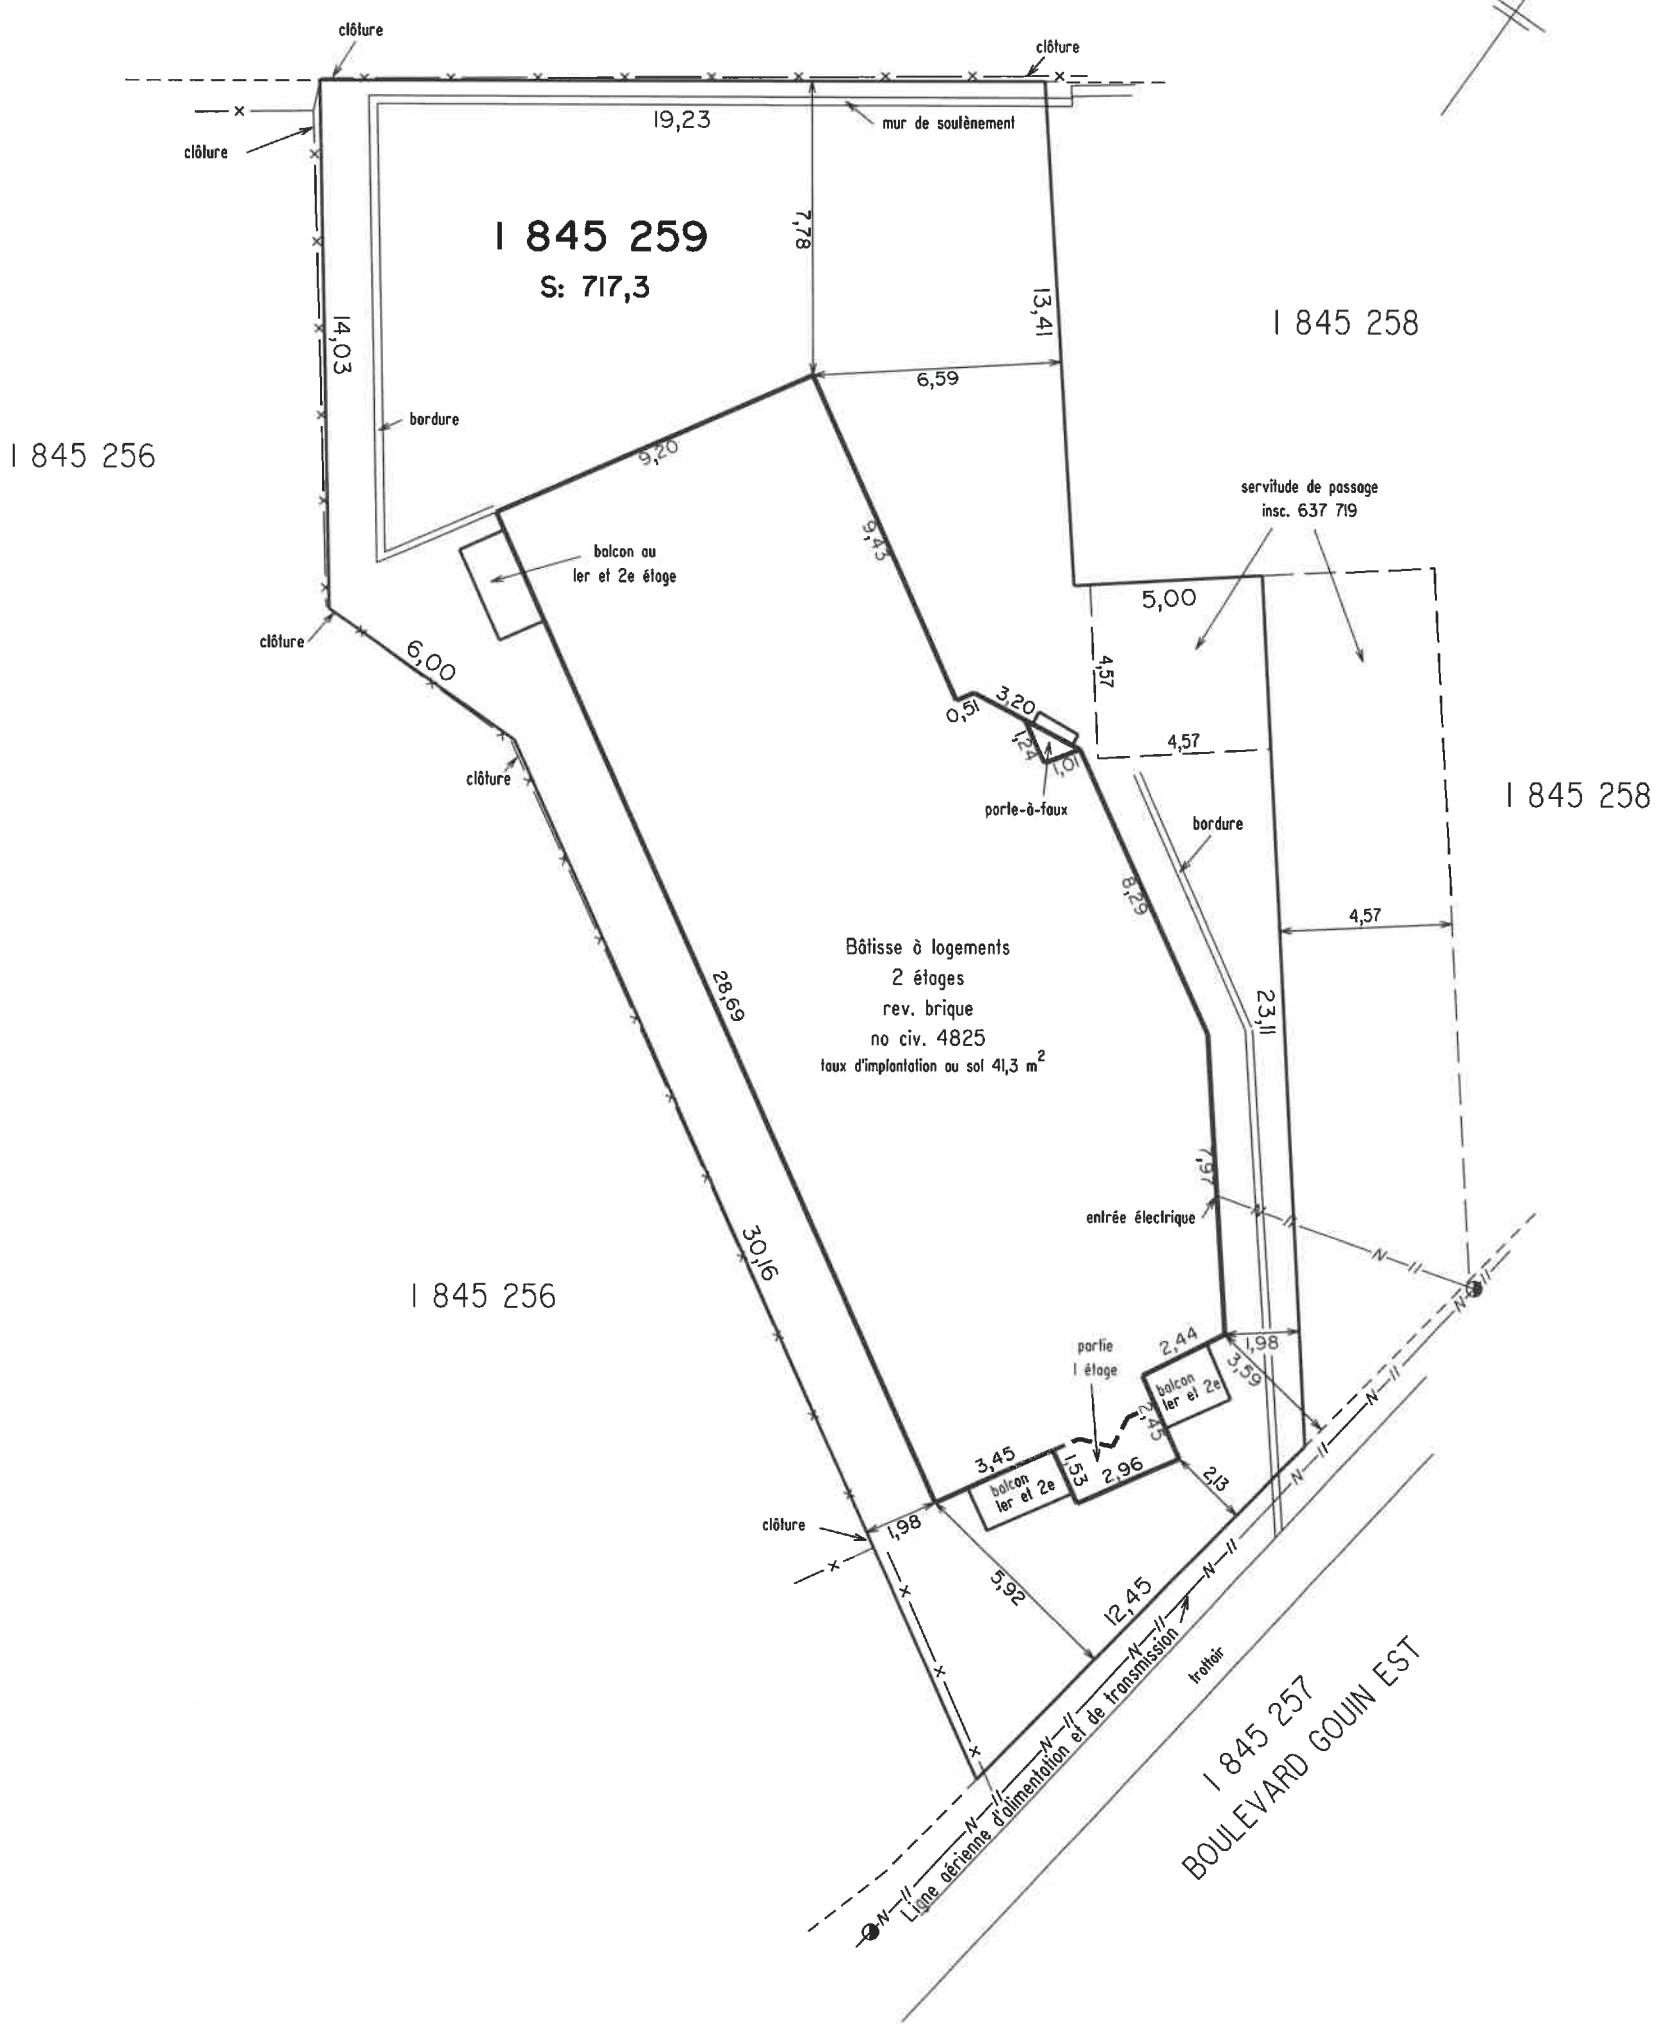 clôture
clôture
clôture
19,23
mur de soutènement
1 845 259
S: 717,3
7,78
13,41
14,03
1 845 258
6,59
bordure
1 845 256
9,20
servitude de passage
insc. 637 719
9,43
balcon au
1er et 2e étage
5,00
clôture
6,00
4,57
3,20
0,51
1,24
1,01
4,57
clôture
porte-à-faux
bordure
1 845 258
8,29
4,57
Bâtisse à logements
2 étages
rev. brique
no civ. 4825
taux d'implantation au sol 41,3 m²
28,69
23,11
7,97
entrée électrique
30,16
1 845 256
partie
1 étage
2,44
1,98
3,59
balcon
1er et 2e
2,45
3,45
1,53
2,96
balcon
1er et 2e
2,13
clôture
1,98
5,92
12,45
Ligne aérienne d'alimentation et de transmission
trottoir
1 845 257
BOULEVARD GOUIN EST